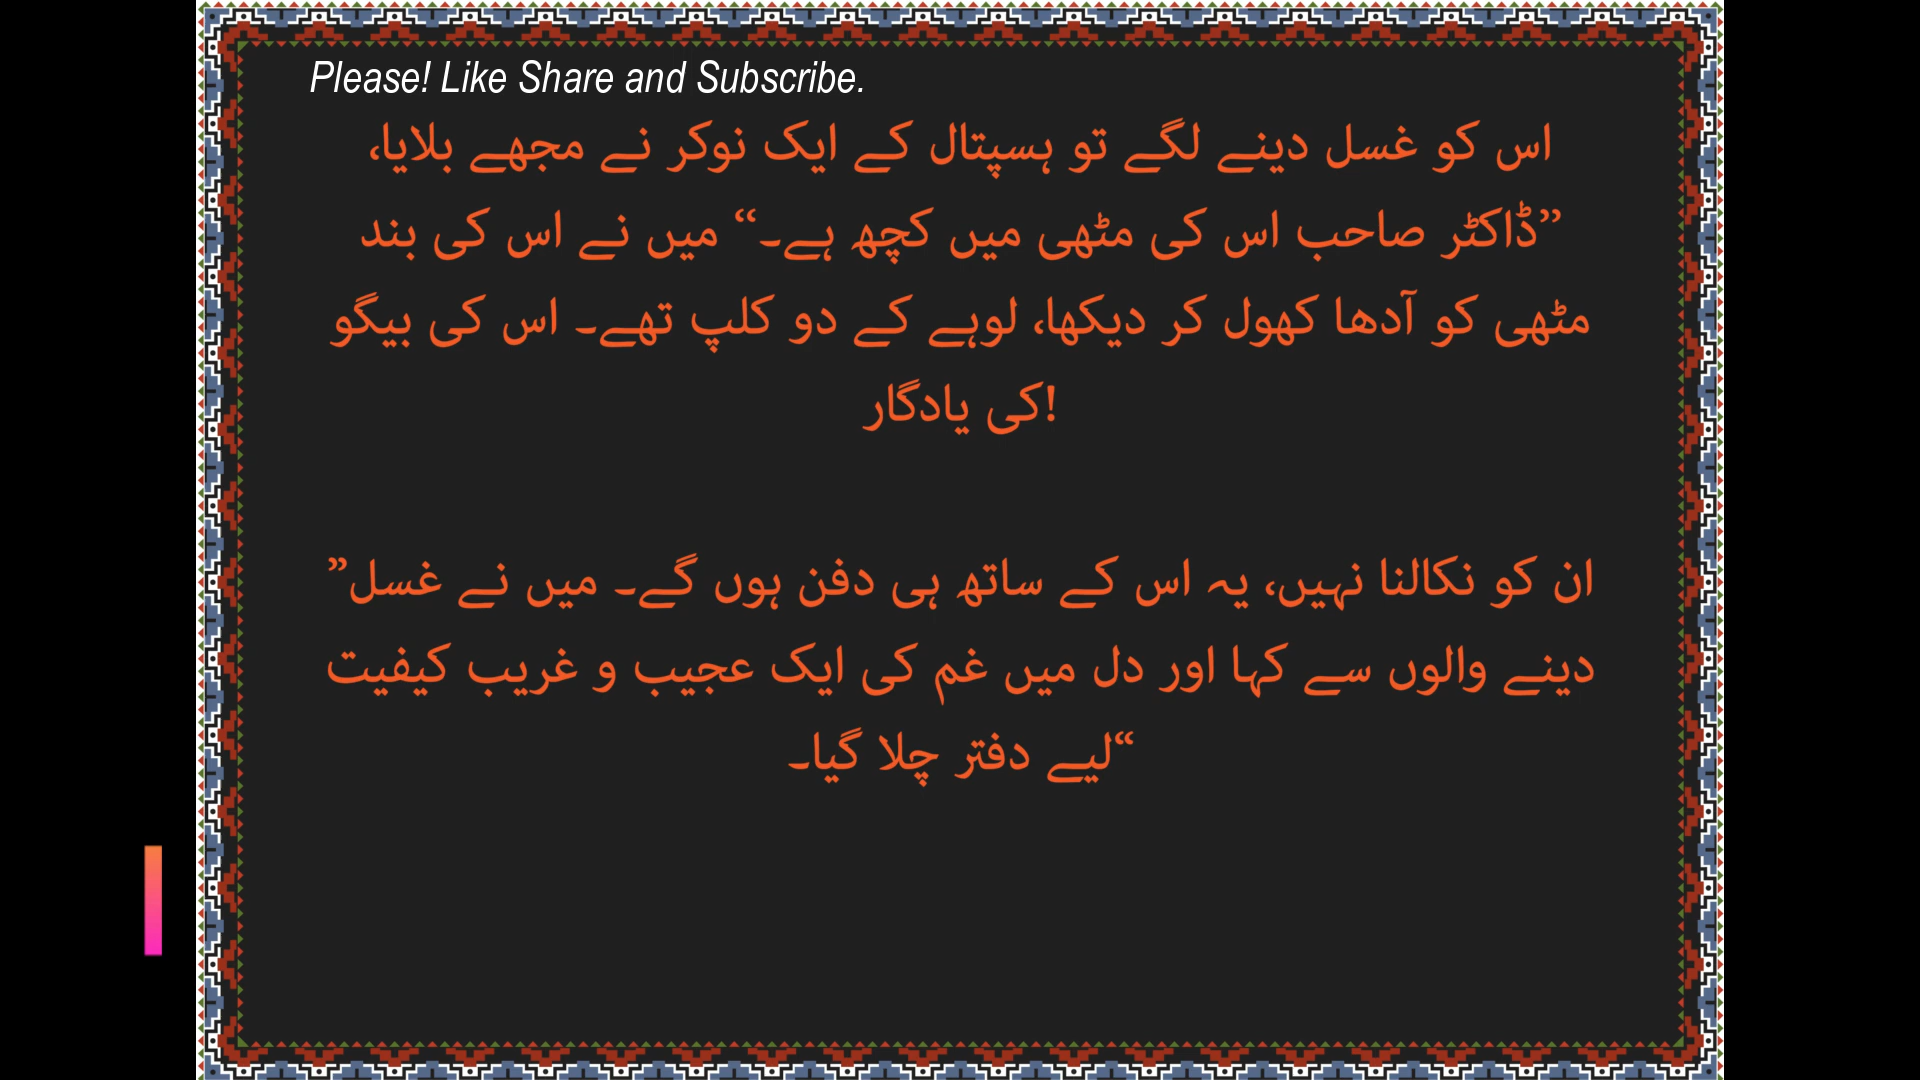 Please! Like Share and Subscribe.
اس کو غسل دینے لگے تو ہسپتال کے ایک نوکر نے مجھے بلایا،
”ڈاکٹر صاحب اس کی مٹھی میں کچھ ہے۔“ میں نے اس کی بند
مٹھی کو آدھا کھول کر دیکھا، لوہے کے دو کلپ تھے۔ اس کی بیگو
کی یادگار!
ان کو نکالنا نہیں، یہ اس کے ساتھ ہی دفن ہوں گے۔ میں نے غسل”
دینے والوں سے کہا اور دل میں غم کی ایک عجیب و غریب کیفیت
“لیے دفتر چلا گیا۔